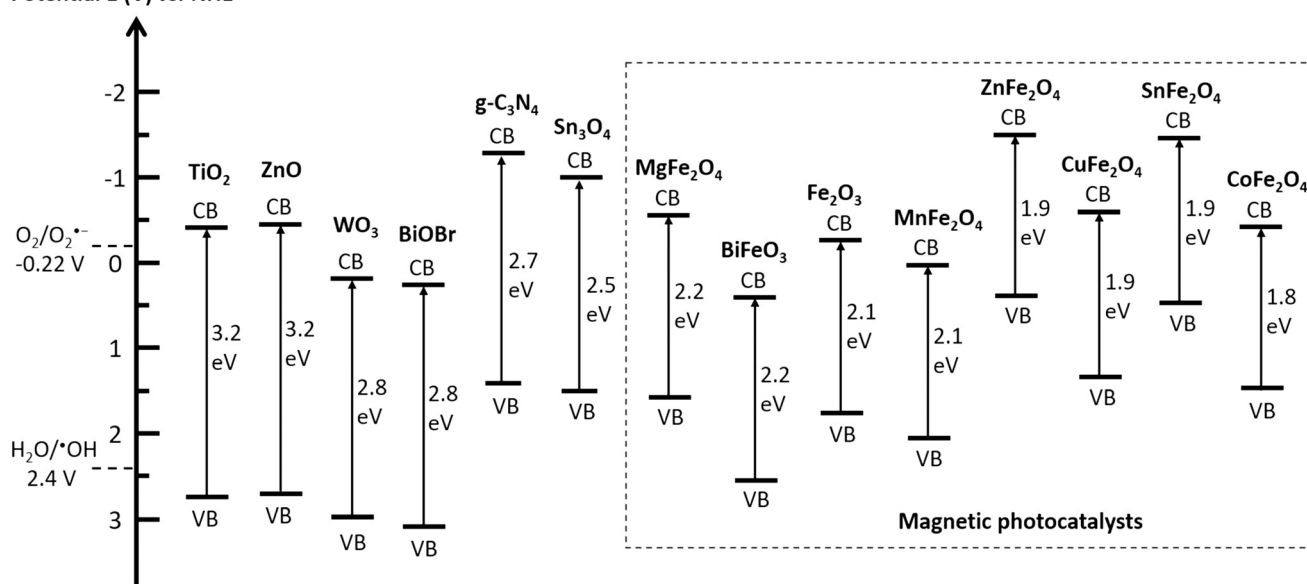 Potential E (V) vs. NHE
-2
-1
0
1
2
3
O₂/O₂•⁻
-0.22 V
H₂O/•OH
2.4 V
TiO₂
CB
3.2
eV
VB
ZnO
CB
3.2
eV
VB
WO₃
CB
2.8
eV
VB
BiOBr
CB
2.8
eV
VB
g-C₃N₄
CB
2.7
eV
VB
Sn₃O₄
CB
2.5
eV
VB
MgFe₂O₄
CB
2.2
eV
VB
BiFeO₃
CB
2.2
eV
VB
Fe₂O₃
CB
2.1
eV
VB
MnFe₂O₄
CB
2.1
eV
VB
ZnFe₂O₄
CB
1.9
eV
VB
CuFe₂O₄
CB
1.9
eV
VB
SnFe₂O₄
CB
1.9
eV
VB
CoFe₂O₄
CB
1.8
eV
VB
Magnetic photocatalysts